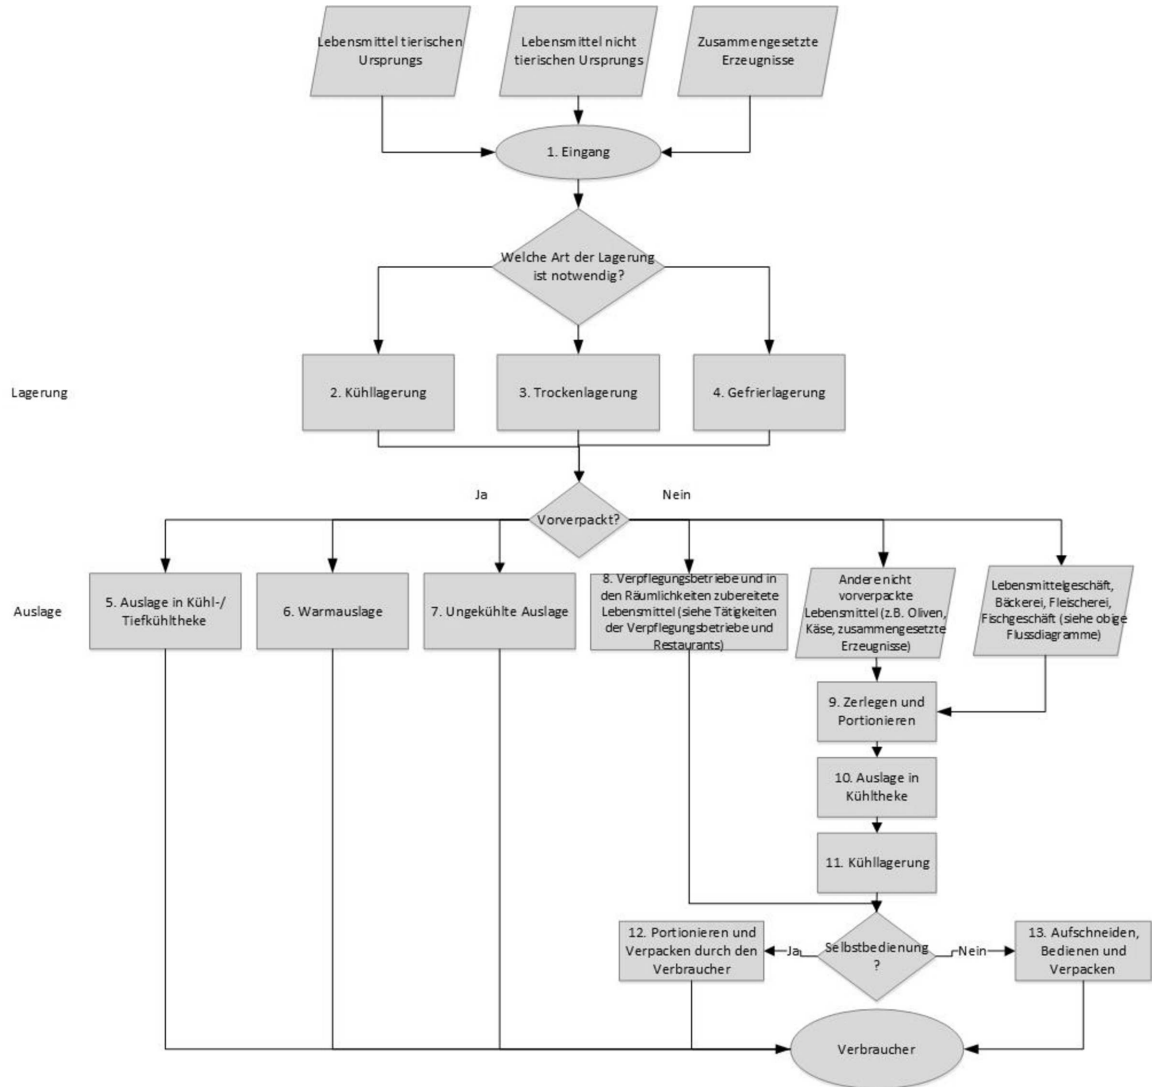 Lebensmittel tierischen
Ursprungs
Lebensmittel nicht
tierischen Ursprungs
Zusammengesetzte
Erzeugnisse
1. Eingang
Welche Art der Lagerung
ist notwendig?
Lagerung
2. Kühllagerung
3. Trockenlagerung
4. Gefrierlagerung
Ja
Nein
Vorverpackt?
Auslage
5. Auslage in Kühl-/
Tiefkühltheke
6. Warmauslage
7. Ungekühlte Auslage
8. Verpflegungsbetriebe und in
den Räumlichkeiten zubereitete
Lebensmittel (siehe Tätigkeiten
der Verpflegungsbetriebe und
Restaurants)
Andere nicht
vorverpackte
Lebensmittel (z.B. Oliven,
Käse, zusammengesetzte
Erzeugnisse)
Lebensmittelgeschäft,
Bäckerei, Fleischerei,
Fischgeschäft (siehe obige
Flussdiagramme)
9. Zerlegen und
Portionieren
10. Auslage in
Kühltheke
11. Kühllagerung
12. Portionieren und
Verpacken durch den
Verbraucher
Ja
Selbstbedienung
?
Nein
13. Aufschneiden,
Bedienen und
Verpacken
Verbraucher